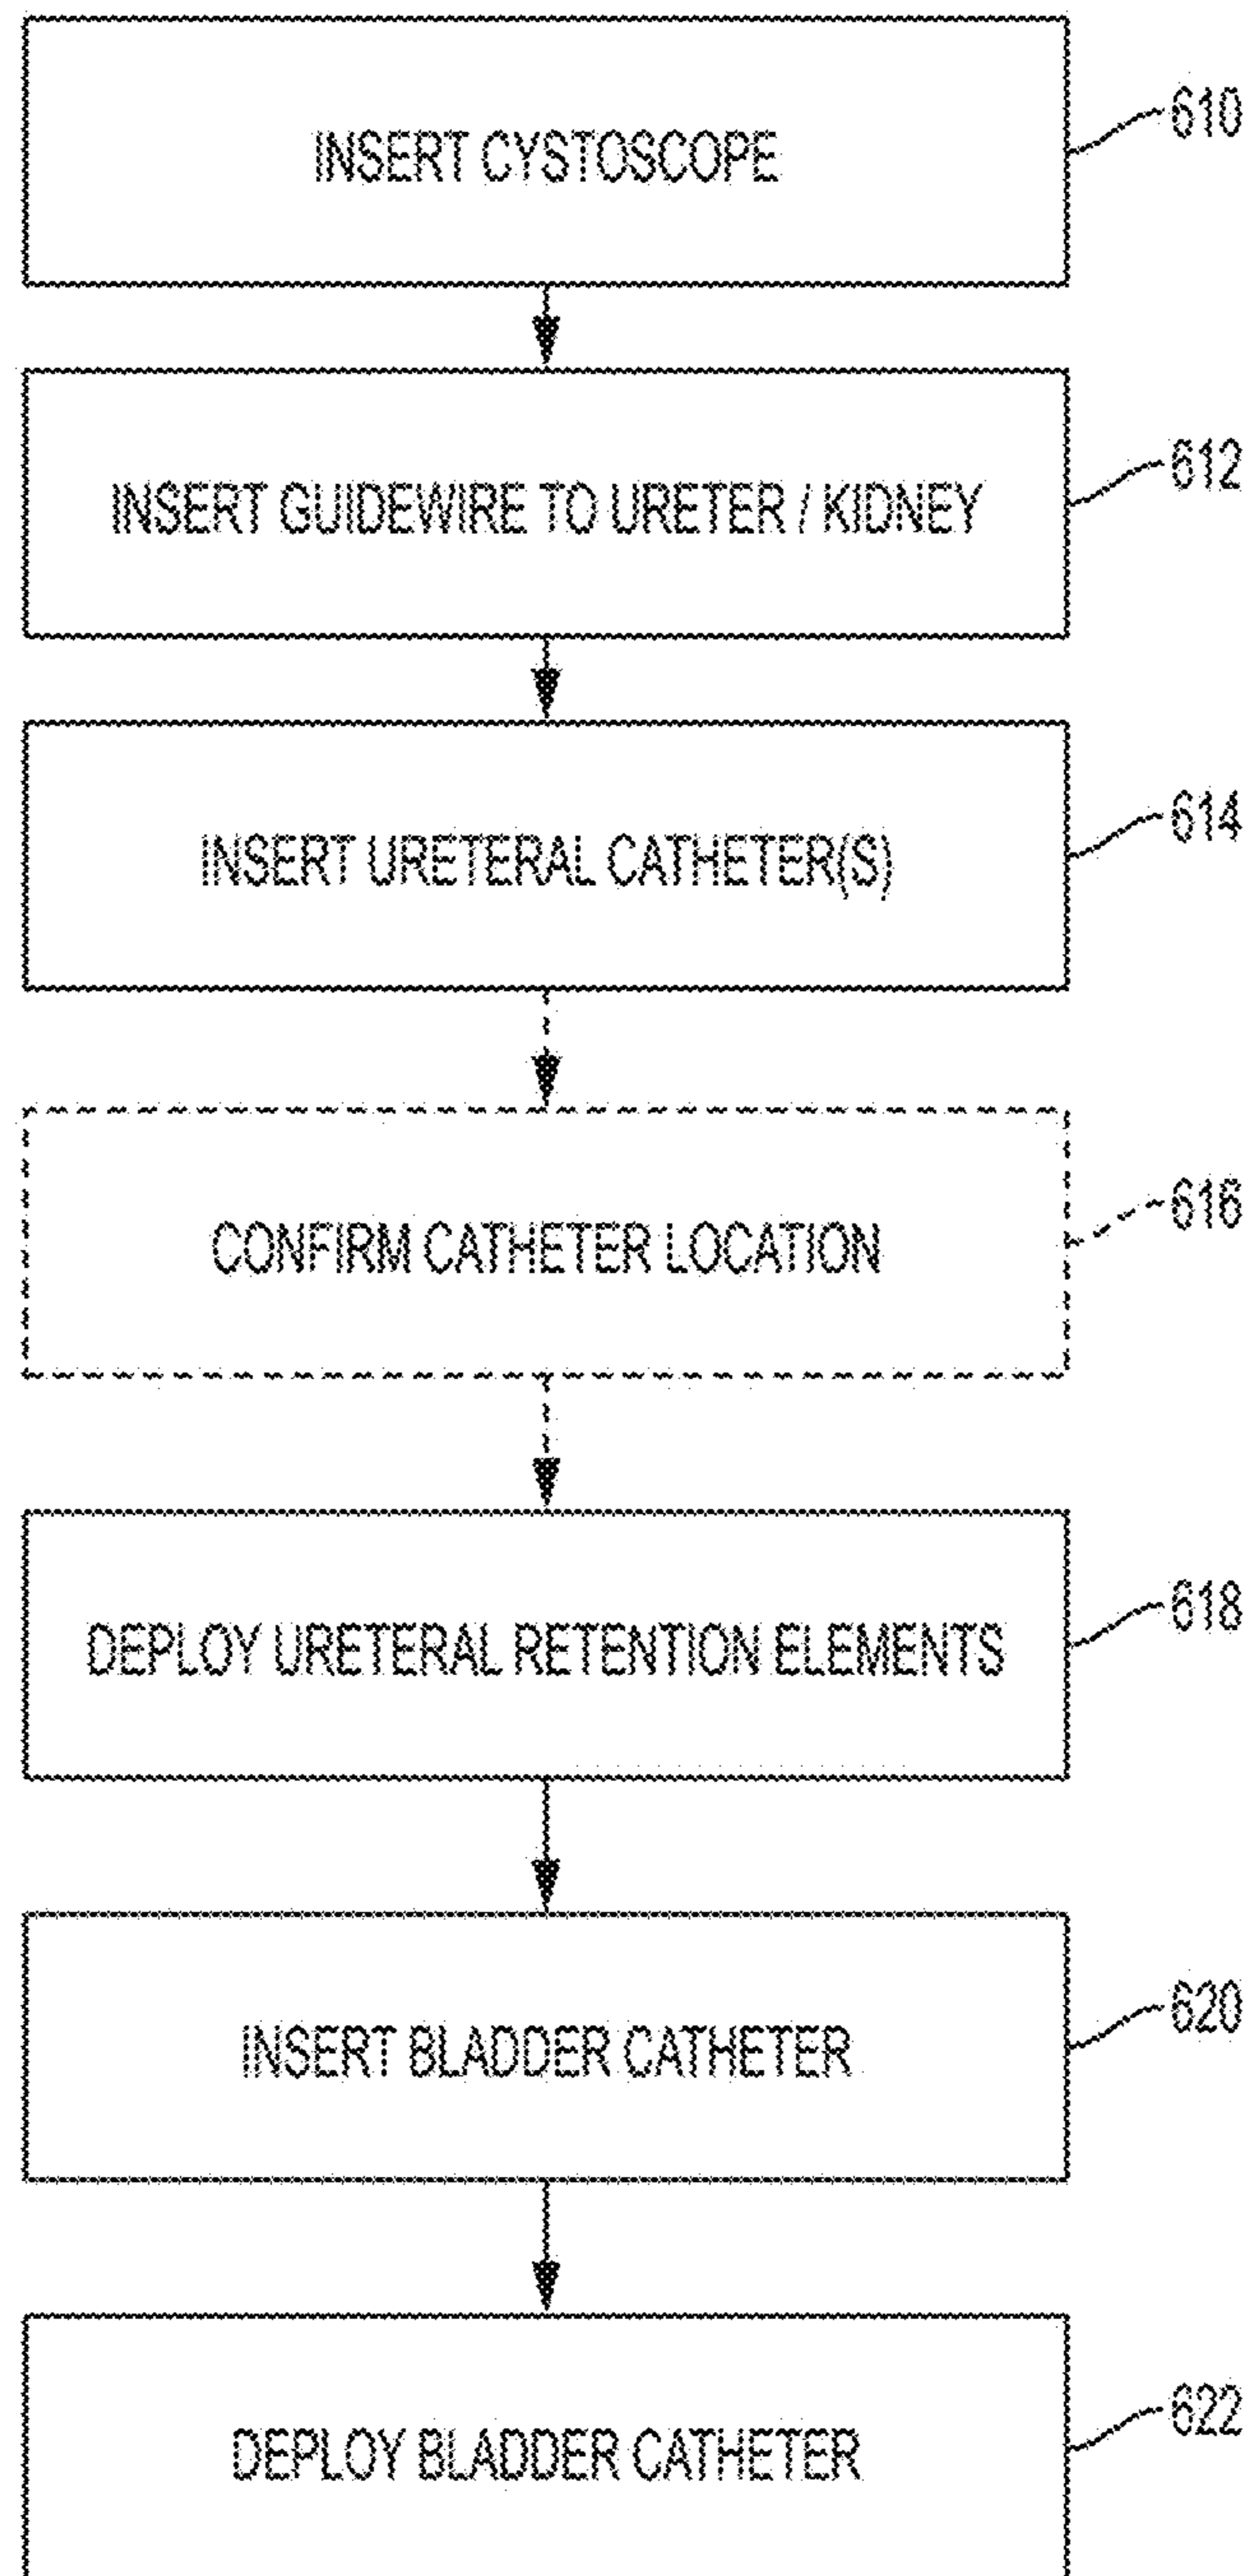 INSERT CYSTOSCOPE
610
INSERT GUIDEWIRE TO URETER / KIDNEY
612
INSERT URETERAL CATHETER(S)
614
CONFIRM CATHETER LOCATION
616
DEPLOY URETERAL RETENTION ELEMENTS
618
INSERT BLADDER CATHETER
620
DEPLOY BLADDER CATHETER
622